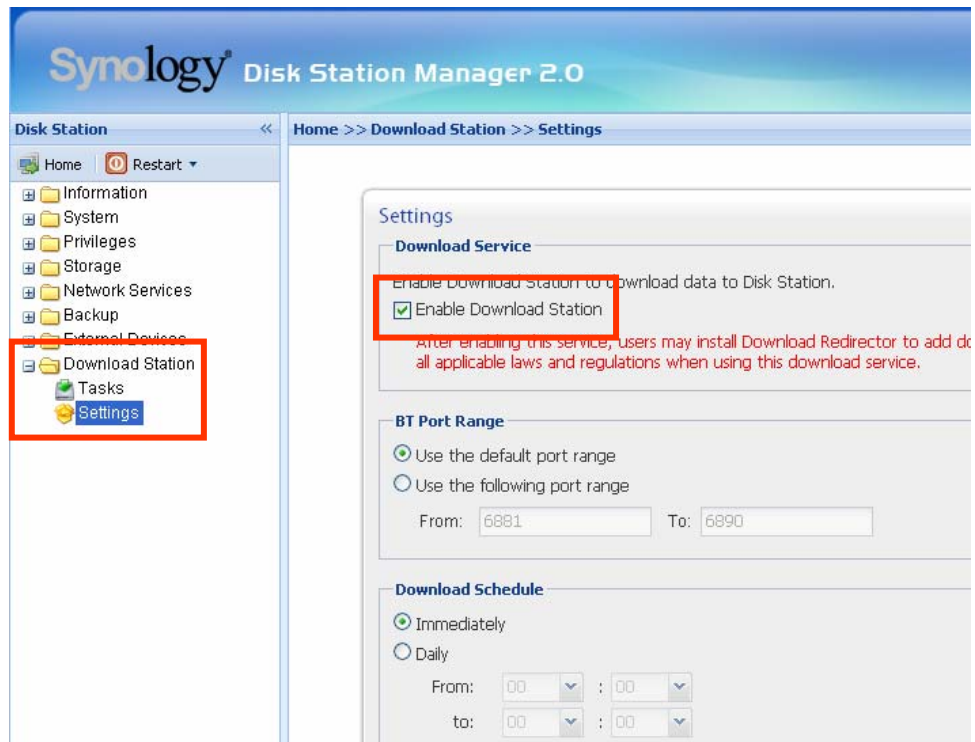 Synology Disk Station Manager 2.0
Disk Station «
Home >> Download Station >> Settings
Home Restart
Information
System
Privileges
Storage
Network Services
Backup
External Devices
Download Station
Tasks
Settings
Settings
Download Service
Enable Download Station to download data to Disk Station.
Enable Download Station
After enabling this service, users may install Download Redirector to add
all applicable laws and regulations when using this download service.
BT Port Range
Use the default port range
Use the following port range
From: 6881 To: 6890
Download Schedule
Immediately
Daily
From: 00 : 00
to: 00 : 00